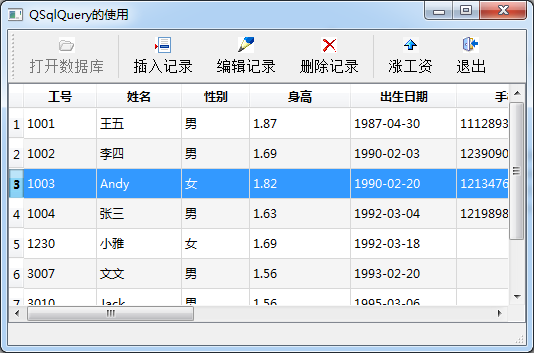 QSqlQuery的使用
打开数据库 插入记录 编辑记录 删除记录 涨工资 退出
工号 姓名 性别 身高 出生日期 手
1 1001 王五 男 1.87 1987-04-30 1112893
2 1002 李四 男 1.69 1990-02-03 1239090
3 1003 Andy 女 1.82 1990-02-20 1213476
4 1004 张三 男 1.63 1992-03-04 1219898
5 1230 小雅 女 1.69 1992-03-18
6 3007 文文 男 1.56 1993-02-20
7 3010 Jack 男 1.56 1995-03-06